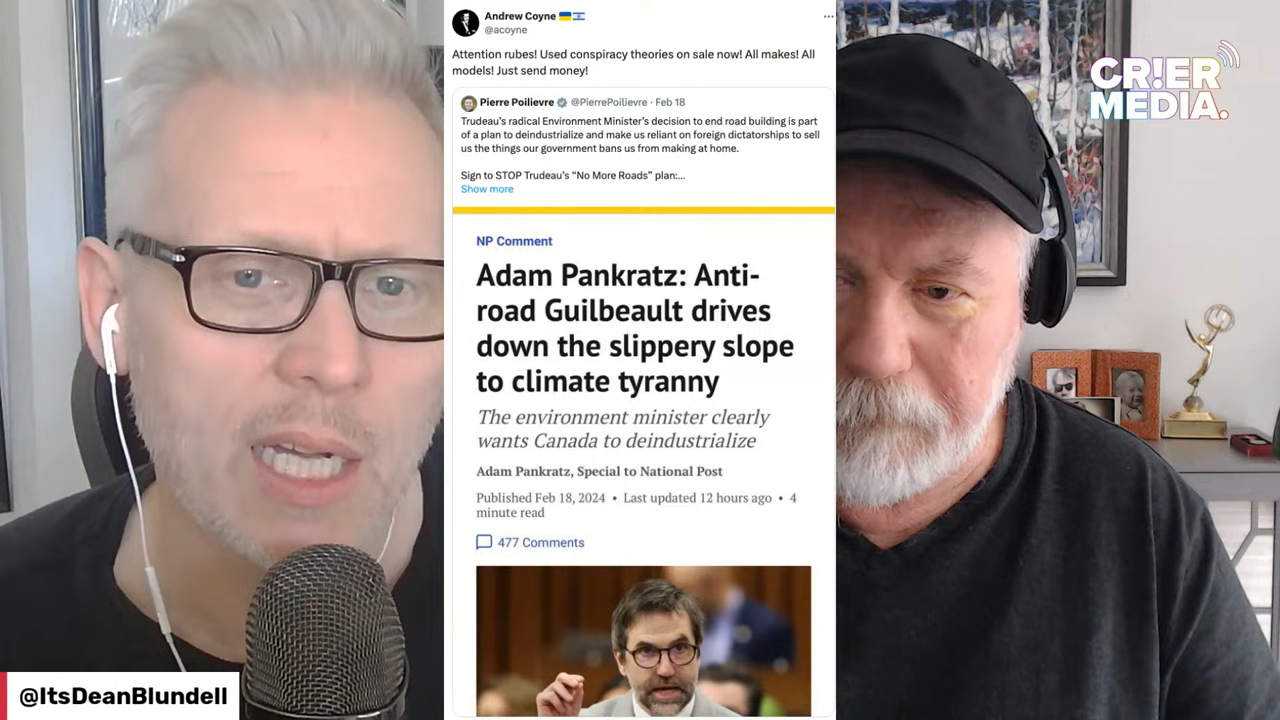 Andrew Coyne
@acoyne
Attention rubes! Used conspiracy theories on sale now! All makes! All
models! Just send money!
Pierre Poilievre @PierrePoilievre · Feb 18
Trudeau's radical Environment Minister's decision to end road building is part
of a plan to deindustrialize and make us reliant on foreign dictatorships to sell
us the things our government bans us from making at home.
Sign to STOP Trudeau's “No More Roads” plan:...
Show more
NP Comment
Adam Pankratz: Anti-
road Guilbeault drives
down the slippery slope
to climate tyranny
The environment minister clearly
wants Canada to deindustrialize
Adam Pankratz, Special to National Post
Published Feb 18, 2024 • Last updated 12 hours ago • 4
minute read
477 Comments
CR!ER
MEDIA.
@ItsDeanBlundell